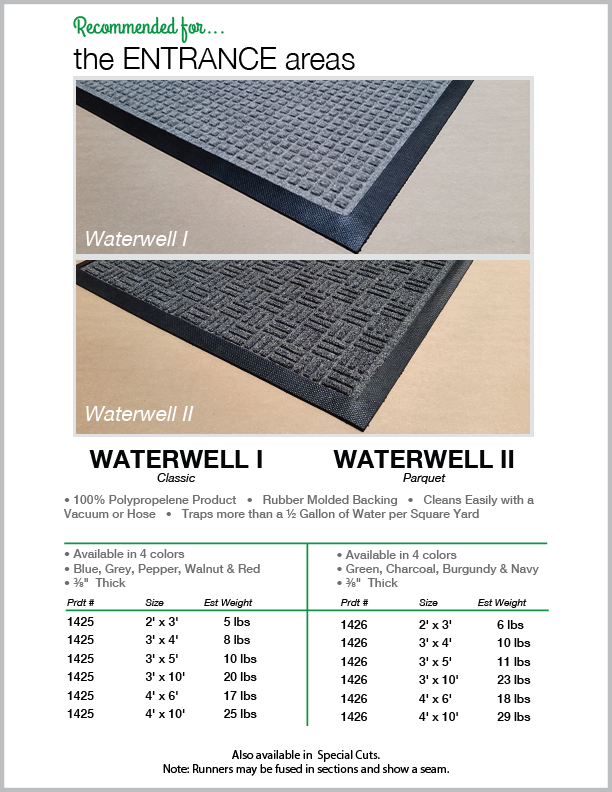 Recommended for...
the ENTRANCE areas
Waterwell I
Waterwell II
WATERWELL I
Classic
WATERWELL II
Parquet
• 100% Polypropelene Product • Rubber Molded Backing • Cleans Easily with a
Vacuum or Hose • Traps more than a ½ Gallon of Water per Square Yard
• Available in 4 colors
• Blue, Grey, Pepper, Walnut & Red
• ⅜" Thick
Prdt # Size Est Weight
1425 2' x 3' 5 lbs
1425 3' x 4' 8 lbs
1425 3' x 5' 10 lbs
1425 3' x 10' 20 lbs
1425 4' x 6' 17 lbs
1425 4' x 10' 25 lbs
• Available in 4 colors
• Green, Charcoal, Burgundy & Navy
• ⅜" Thick
Prdt # Size Est Weight
1426 2' x 3' 6 lbs
1426 3' x 4' 10 lbs
1426 3' x 5' 11 lbs
1426 3' x 10' 23 lbs
1426 4' x 6' 18 lbs
1426 4' x 10' 29 lbs
Also available in Special Cuts.
Note: Runners may be fused in sections and show a seam.